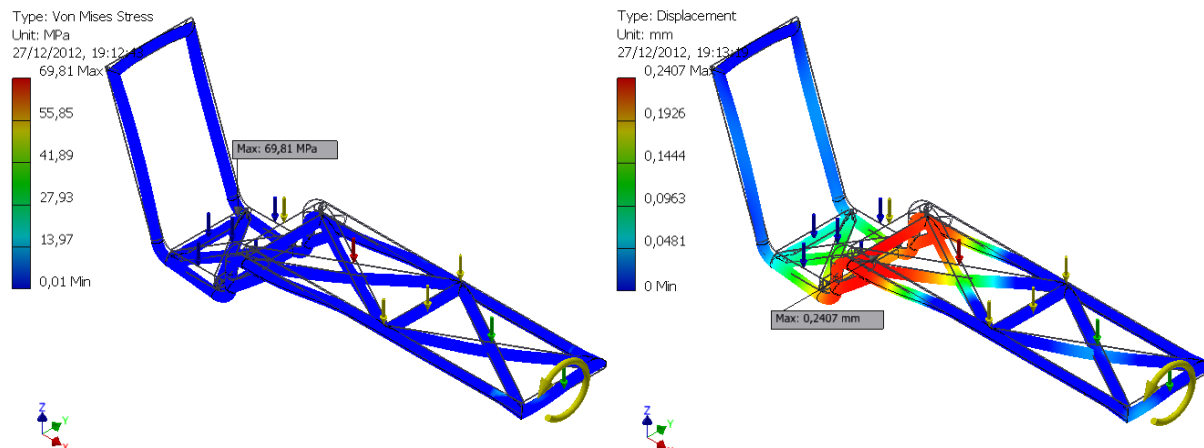 Type: Von Mises Stress
Unit: MPa
27/12/2012, 19:12:48
69,81 Max
55,85
41,89
27,93
13,97
0,01 Min
Max: 69,81 MPa
Z
Y
X
Type: Displacement
Unit: mm
27/12/2012, 19:13:19
0,2407 Max
0,1926
0,1444
0,0963
0,0481
0 Min
Max: 0,2407 mm
Z
Y